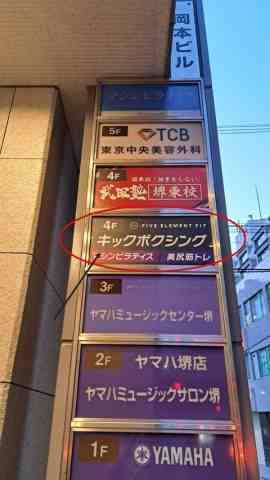 岡本ビル
5F
TCB
東京中央美容外科
4F
武田塾 堺東校
4F
FIVE ELEMENT FIT
キックボクシング
マシンピラティス
美尻筋トレ
3F
ヤマハミュージックセンター堺
2F
ヤマハ堺店
ヤマハミュージックサロン堺
1F
YAMAHA